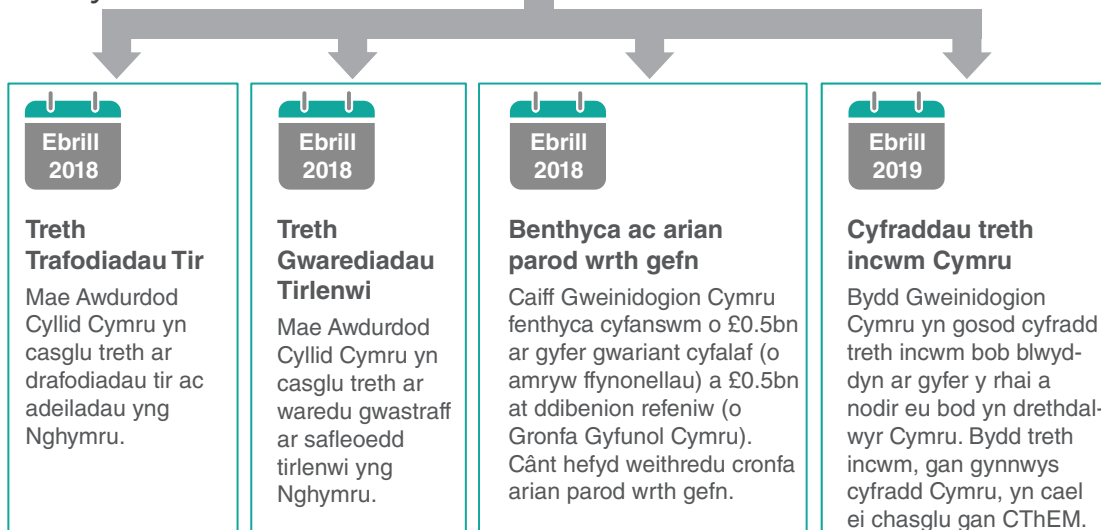 Ebrill
2018
Treth
Trafodiadau Tir
Mae Awdurdod
Cyllid Cymru yn
casglu treth ar
drafodiadau tir ac
adeiladau yng
Nghymru.
Ebrill
2018
Treth
Gwarediadau
Tirlenwi
Mae Awdurdod
Cyllid Cymru yn
casglu treth ar
waredu gwastraff
ar safleoedd
tirlenwi yng
Nghymru.
Ebrill
2018
Benthyca ac arian
parod wrth gefn
Caiff Gweinidogion Cymru
fenthyca cyfanswm o £0.5bn
ar gyfer gwariant cyfalaf (o
amryw ffynonellau) a £0.5bn
at ddibenion refeniw (o
Gronfa Gyfunol Cymru).
Cânt hefyd weithredu cronfa
arian parod wrth gefn.
Ebrill
2019
Cyfraddau treth
incwm Cymru
Bydd Gweinidogion
Cymru yn gosod cyfradd
treth incwm bob blwyd-
dyn ar gyfer y rhai a
nodir eu bod yn drethdal-
wyr Cymru. Bydd treth
incwm, gan gynnwys
cyfradd Cymru, yn cael
ei chasglu gan CThEM.